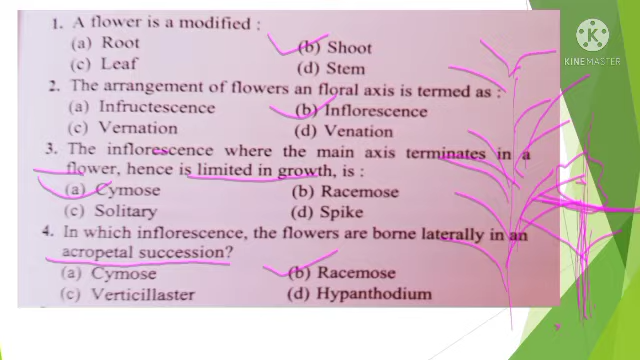 1. A flower is a modified :
(a) Root (b) Shoot
(c) Leaf (d) Stem
2. The arrangement of flowers an floral axis is termed as :
(a) Infructescence (b) Inflorescence
(c) Vernation (d) Venation
3. The inflorescence where the main axis terminates in a
flower, hence is limited in growth, is :
(a) Cymose (b) Racemose
(c) Solitary (d) Spike
4. In which inflorescence, the flowers are borne laterally in an
acropetal succession?
(a) Cymose (b) Racemose
(c) Verticillaster (d) Hypanthodium
KINEMASTER